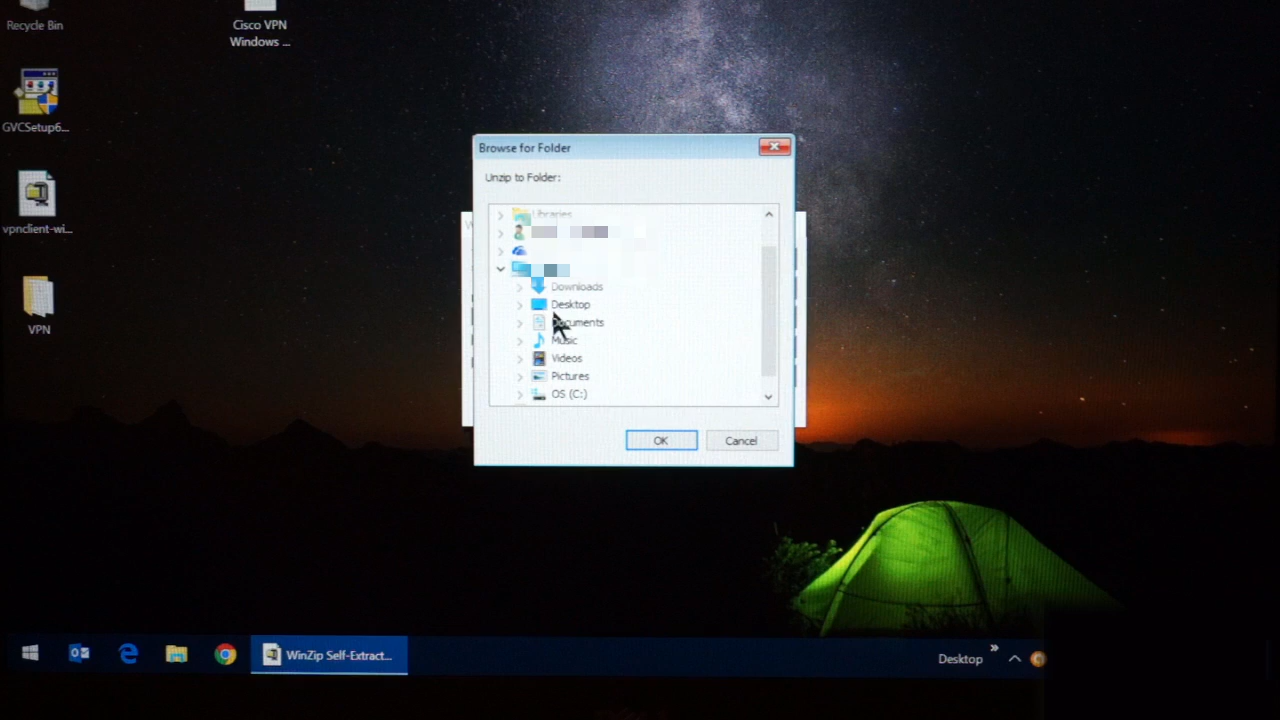 Recycle Bin
Cisco VPN
Windows ...
GVCSetup6...
vpnclient-wi...
VPN
Browse for Folder
Unzip to Folder:
Libraries
Downloads
Desktop
Documents
Music
Videos
Pictures
OS (C:)
OK
Cancel
WinZip Self-Extract...
Desktop